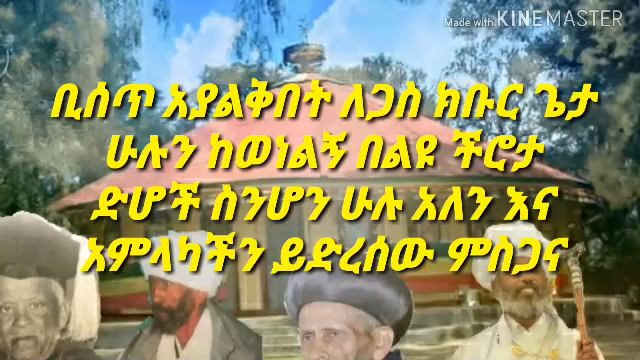 Made with KINEMASTER
ቢሰጥ አያልቅበት ለጋስ ክቡር ጌታ
ሁሉን ከወነልኝ በልዩ ችሮታ
ድሆች ስንሆን ሁሉ አለን እና
አምላካችን ይድረሰው ምስጋና